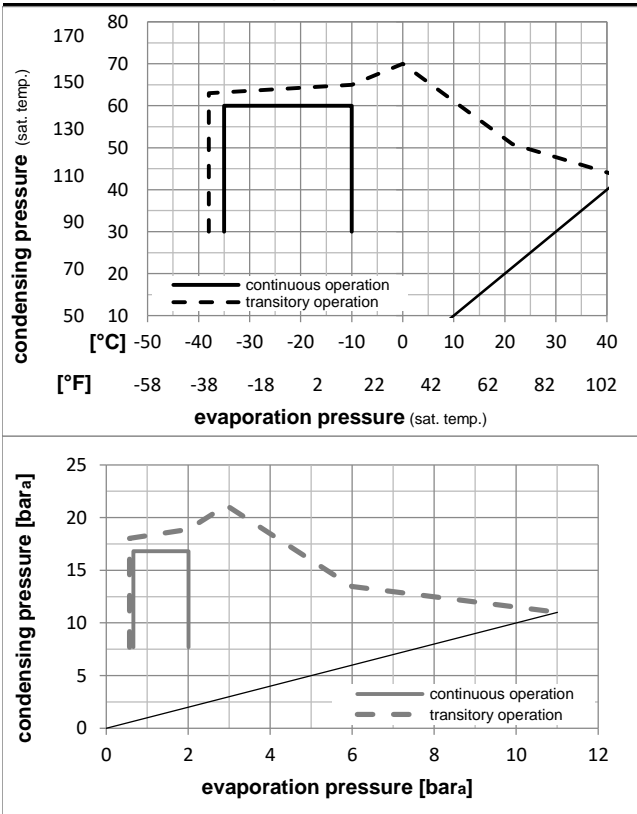 170 80
70
150 60
130 50
110 40
90 30
70 20
50 10
condensing pressure (sat. temp.)
continuous operation
transitory operation
[°C] -50 -40 -30 -20 -10 0 10 20 30 40
[°F] -58 -38 -18 2 22 42 62 82 102
evaporation pressure (sat. temp.)
25
20
15
10
5
0
condensing pressure [bara]
continuous operation
transitory operation
0 2 4 6 8 10 12
evaporation pressure [bara]